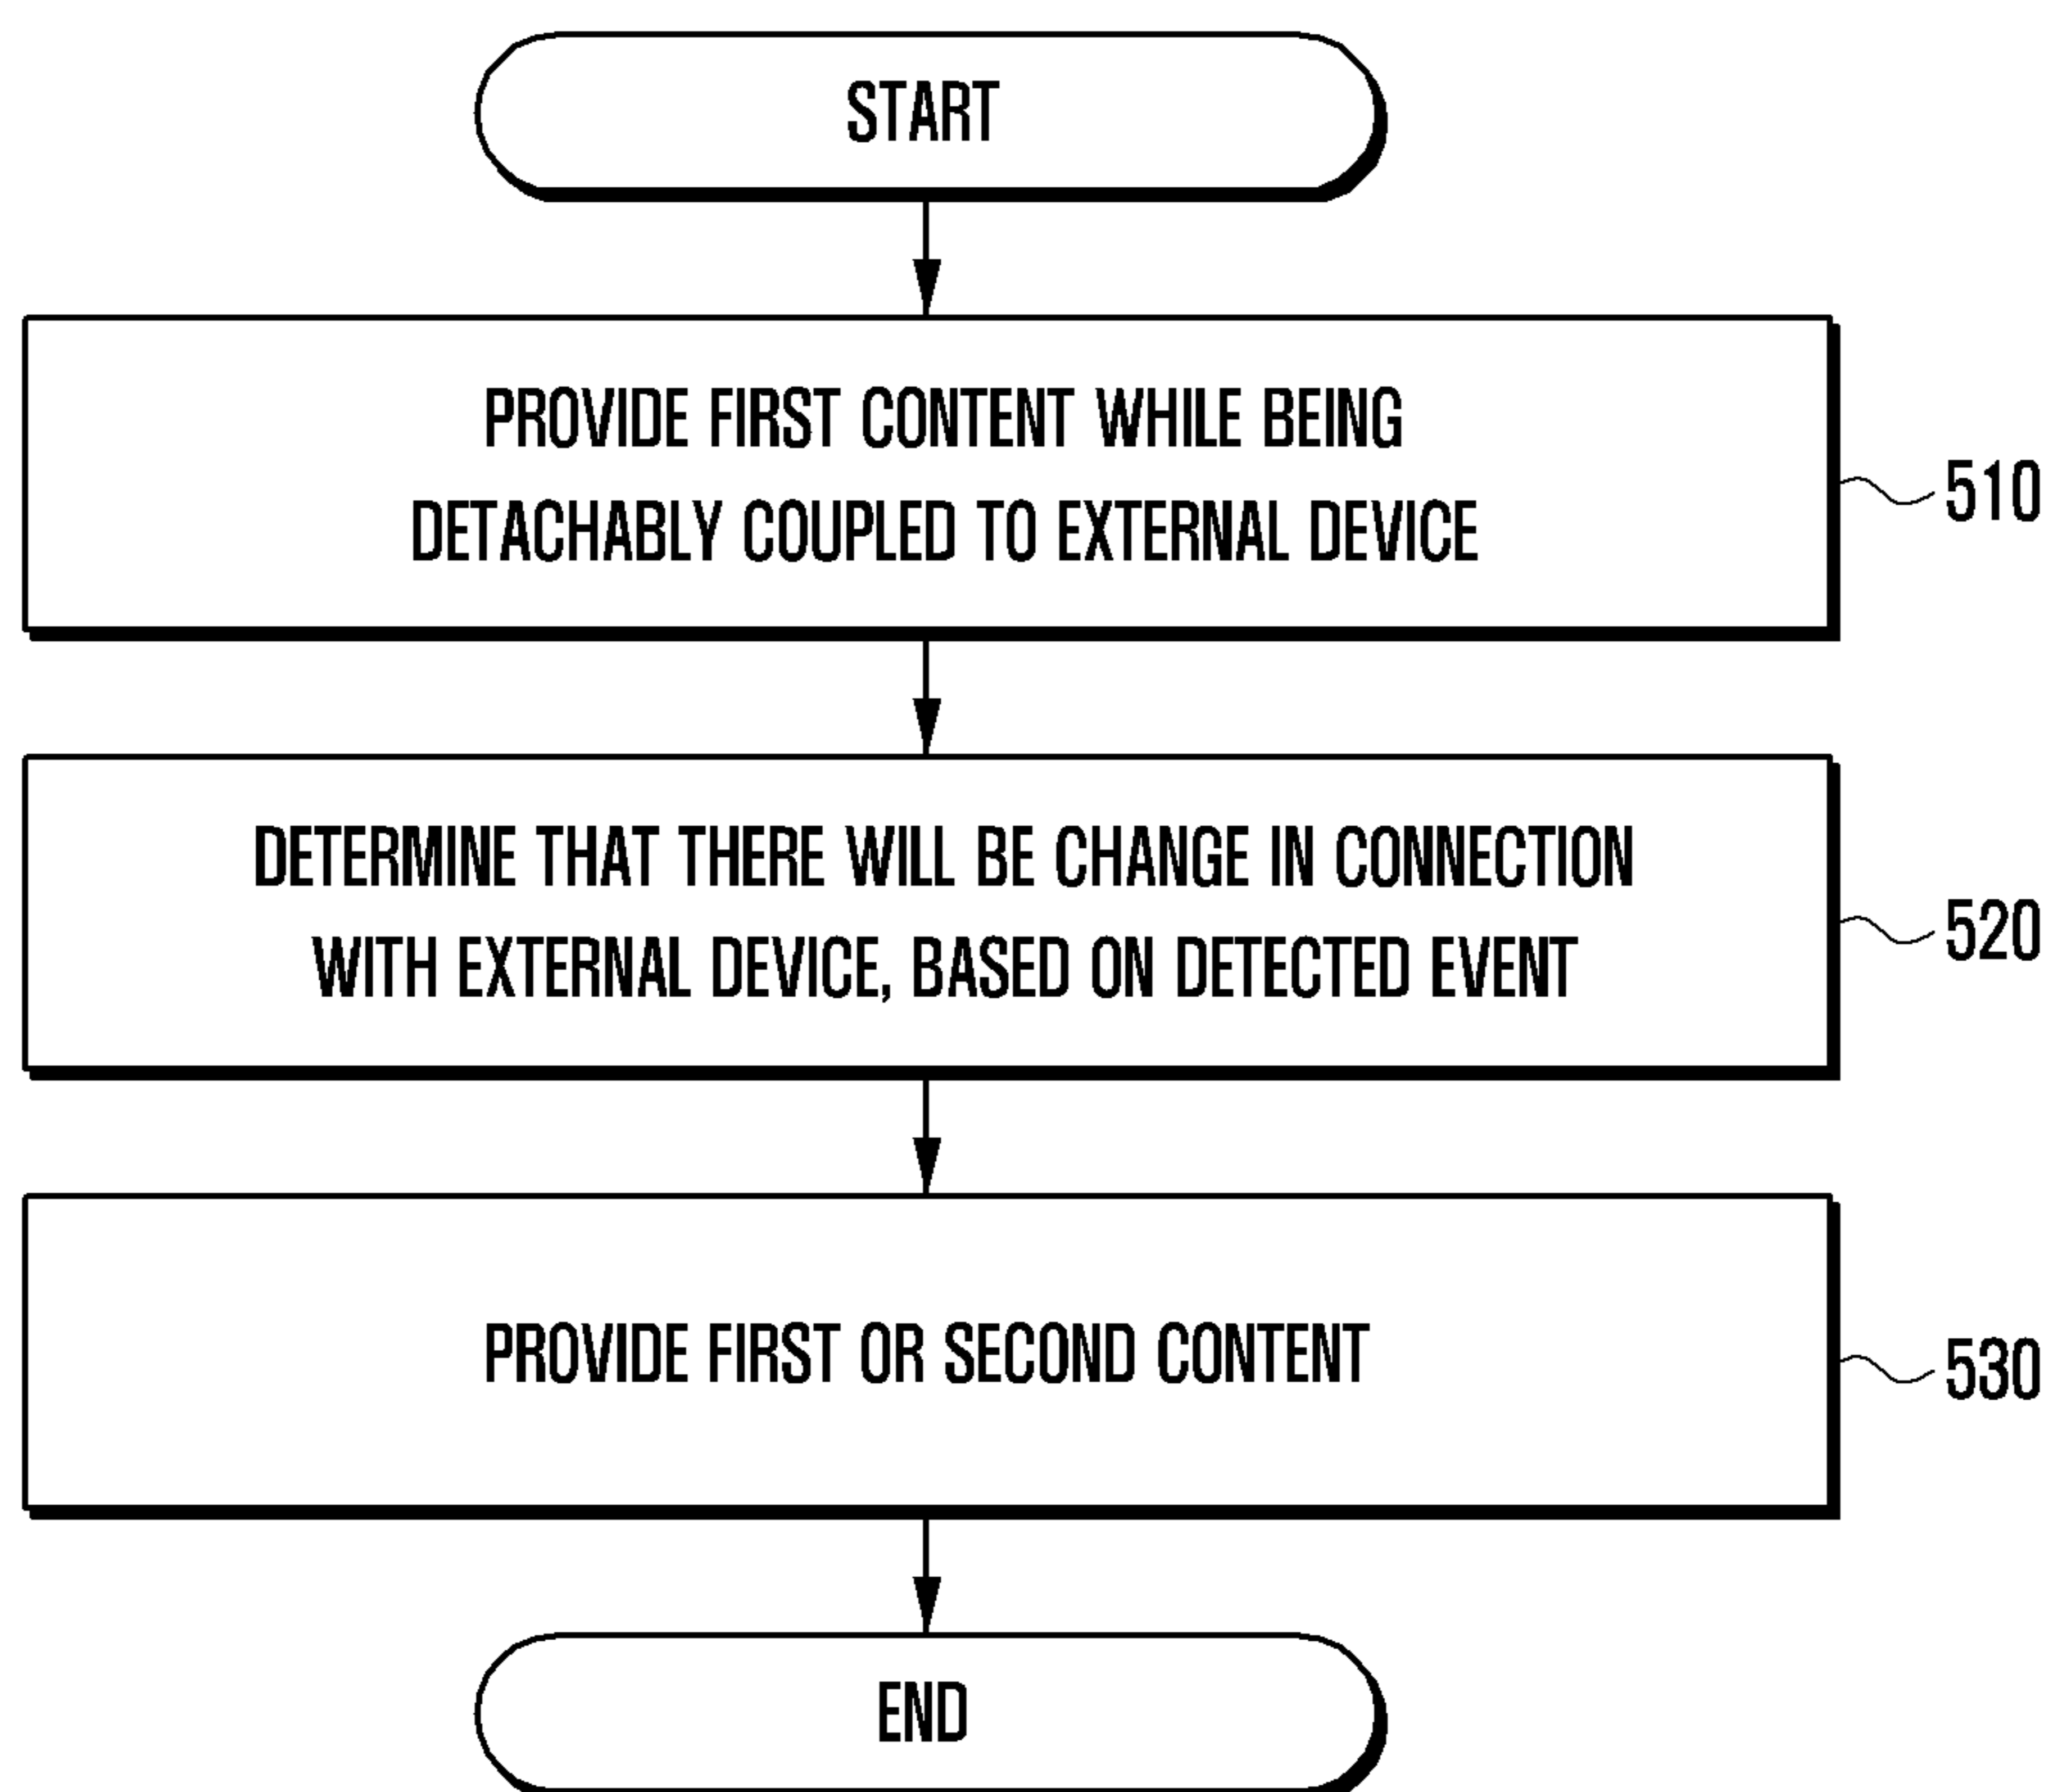 START
PROVIDE FIRST CONTENT WHILE BEING
DETACHABLY COUPLED TO EXTERNAL DEVICE
510
DETERMINE THAT THERE WILL BE CHANGE IN CONNECTION
WITH EXTERNAL DEVICE, BASED ON DETECTED EVENT
520
PROVIDE FIRST OR SECOND CONTENT
530
END